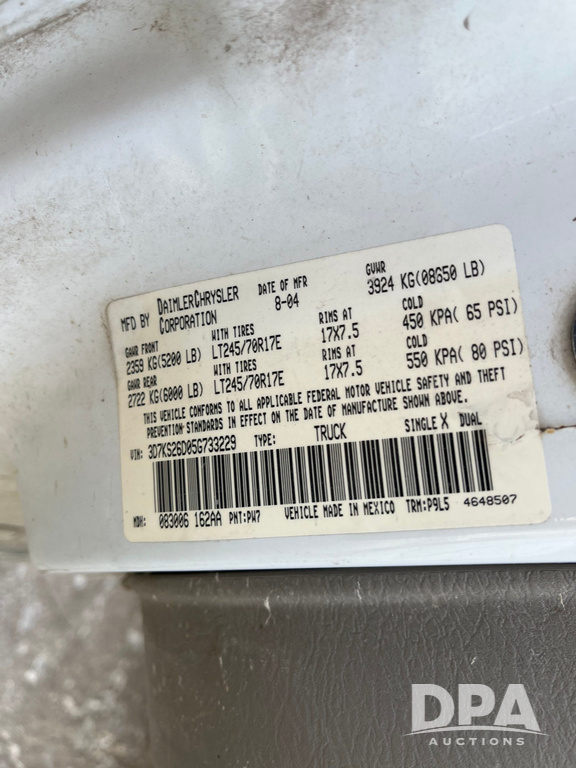 MFD BY DAIMLERCHRYSLER CORPORATION DATE OF MFR 8-04 GVWR 3924 KG(08650 LB)
GAWR FRONT WITH TIRES RIMS AT COLD
2359 KG(5200 LB) LT245/70R17E 17X7.5 450 KPA( 65 PSI)
GAWR REAR WITH TIRES RIMS AT COLD
2722 KG(6000 LB) LT245/70R17E 17X7.5 550 KPA( 80 PSI)
THIS VEHICLE CONFORMS TO ALL APPLICABLE FEDERAL MOTOR VEHICLE SAFETY AND THEFT
PREVENTION STANDARDS IN EFFECT ON THE DATE OF MANUFACTURE SHOWN ABOVE.
VIN: 3D7KS26D05G733229 TYPE: TRUCK SINGLE X DUAL
MDH: 083006 162AA PNT:PW7 VEHICLE MADE IN MEXICO TRM:P9L5 4648507
DPA
AUCTIONS